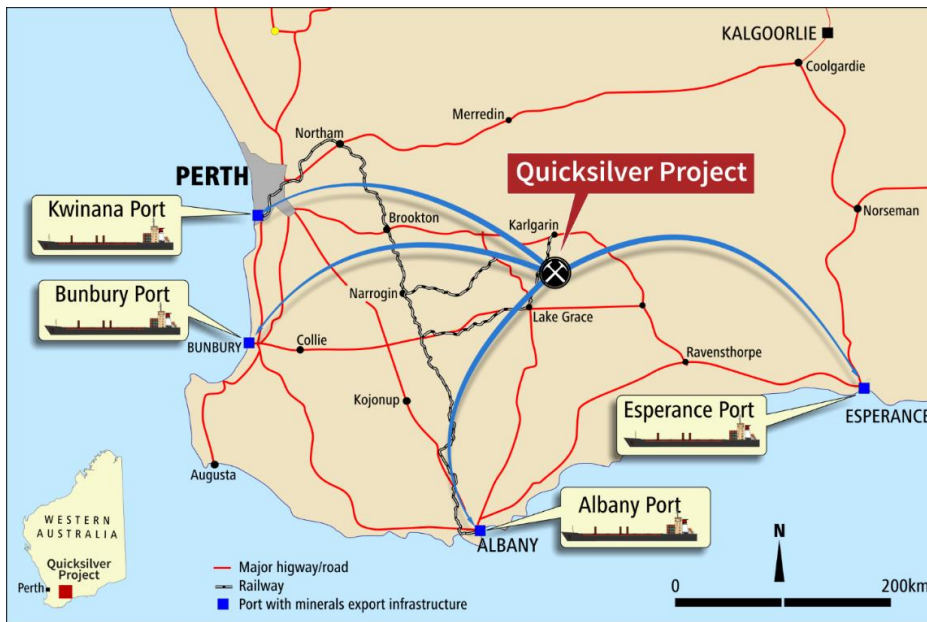 KALGOORLIE
Coolgardie
Merredin
Northam
PERTH
Quicksilver Project
Kwinana Port
Brookton
Karlgarin
Norseman
Bunbury Port
Narrogin
Lake Grace
BUNBURY
Collie
Ravensthorpe
Kojonup
Esperance Port
ESPERANCE
Augusta
Albany Port
ALBANY
WESTERN
AUSTRALIA
Quicksilver
Project
Perth
Major higway/road
Railway
Port with minerals export infrastructure
N
0 200km